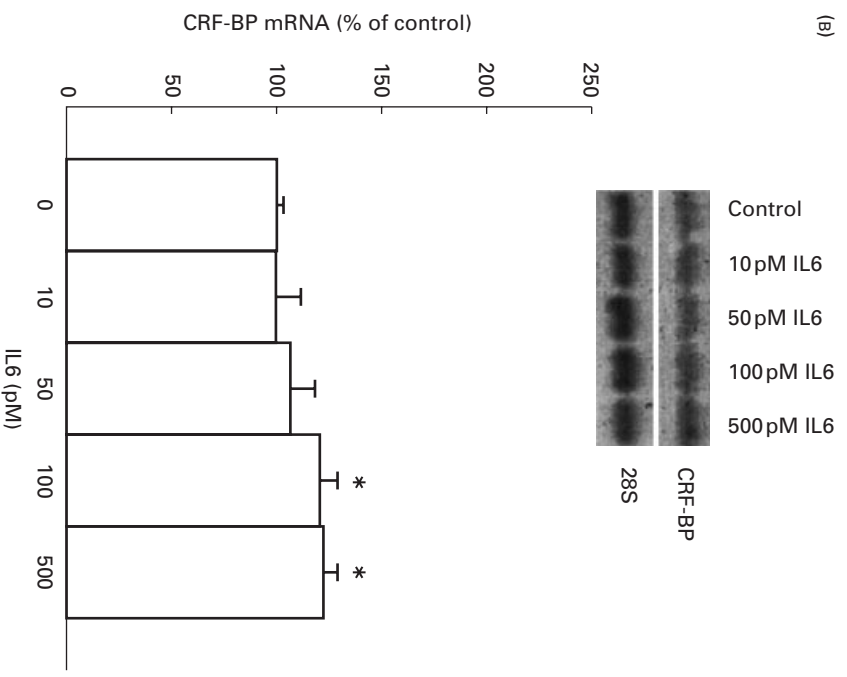 (B)
Control
10 pM IL6
50 pM IL6
100 pM IL6
500 pM IL6
CRF-BP
28S
CRF-BP mRNA (% of control)
250
200
150
100
50
0
0
10
50
100
500
*
*
IL6 (pM)